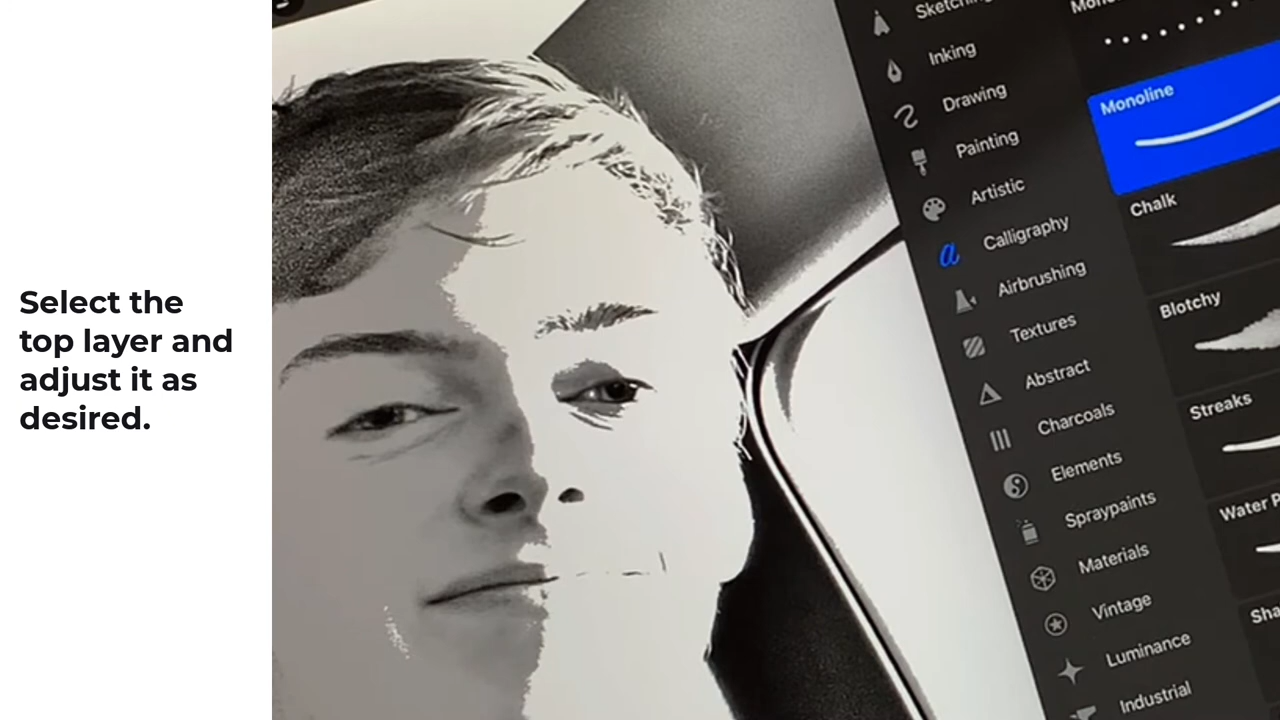 Select the
top layer and
adjust it as
desired.
Sketching
Inking
Drawing
Painting
Artistic
Calligraphy
Airbrushing
Textures
Abstract
Charcoals
Elements
Spraypaints
Materials
Vintage
Luminance
Industrial
Monoline
Chalk
Blotchy
Streaks
Water